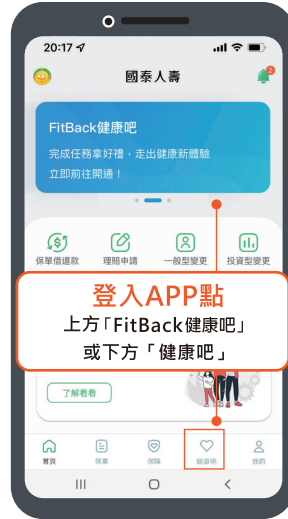 20:17
國泰人壽
2
FitBack健康吧
完成任務拿好禮，走出健康新體驗
立即前往開通！
保單借還款 理賠申請 一般型變更 投資型變更
登入APP點
上方「FitBack健康吧」
或下方「健康吧」
了解看看
首頁 保單 保障 健康吧 我的